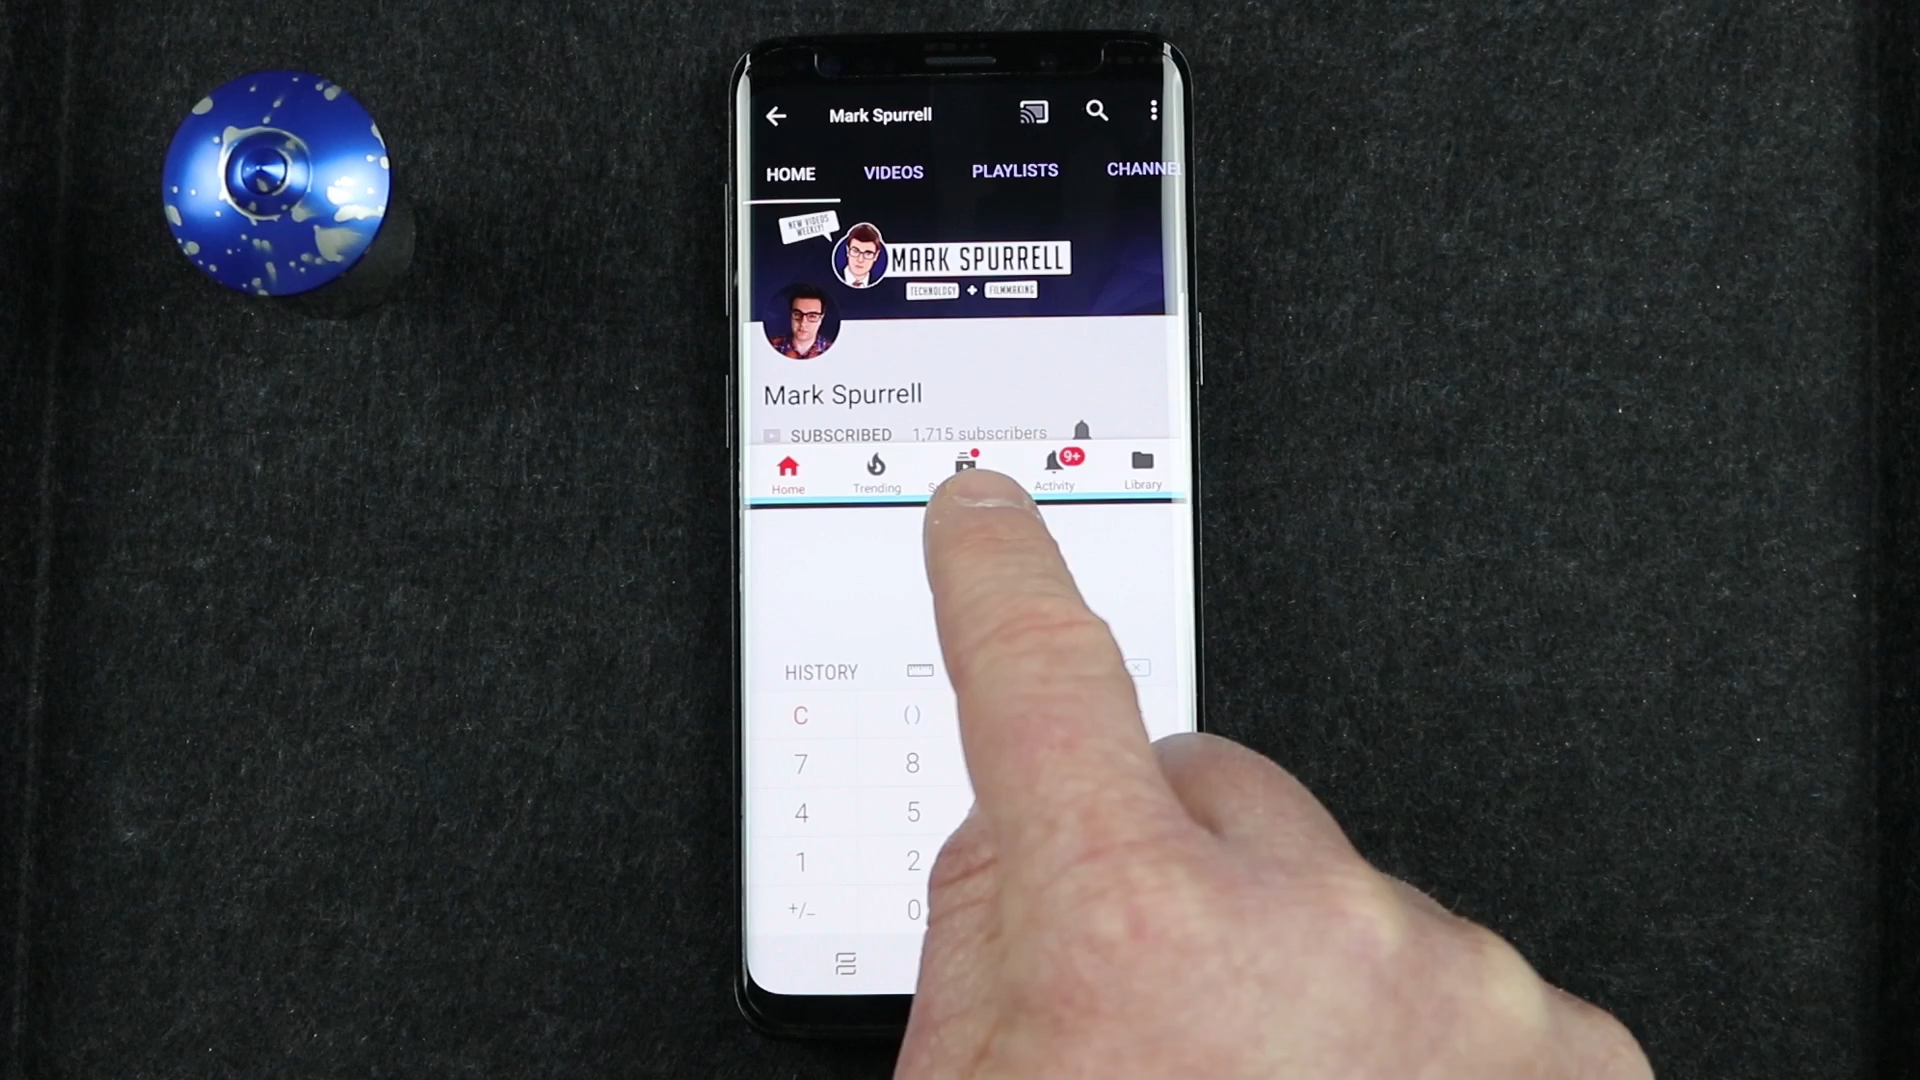 Mark Spurrell
HOME VIDEOS PLAYLISTS CHANNEL
NEW VIDEOS
WEEKLY!
MARK SPURRELL
TECHNOLOGY + FILMMAKING
Mark Spurrell
SUBSCRIBED 1,715 subscribers
9+
Home Trending Activity Library
HISTORY
C ()
7 8
4 5
1 2
+/- 0